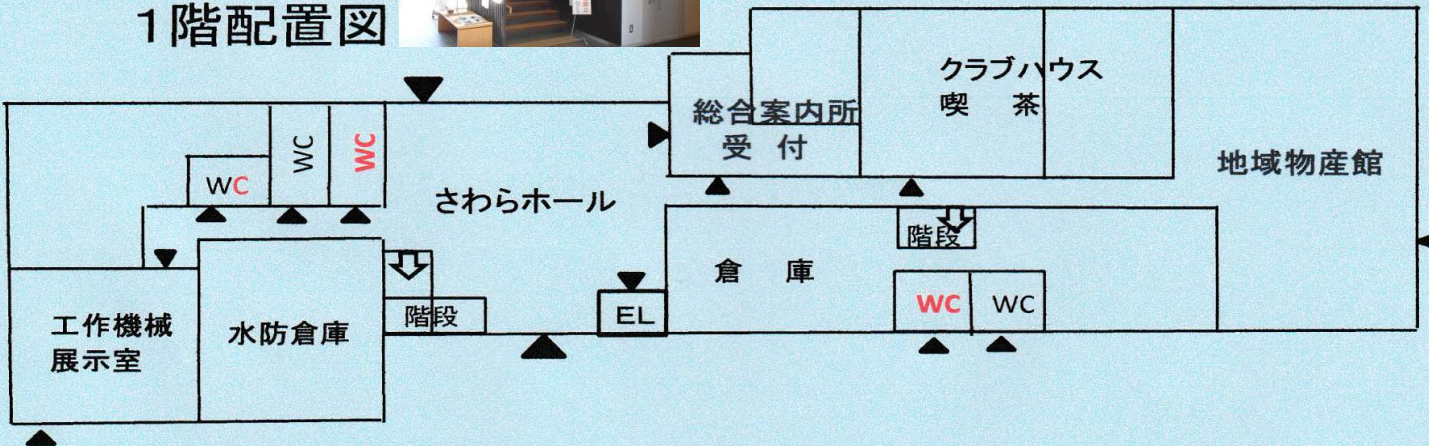 1階配置図
クラブハウス
喫 茶
総合案内所
受 付
地域物産館
WC
WC
WC
さわらホール
階段
倉 庫
工作機械
展示室
水防倉庫
階段
EL
WC
WC